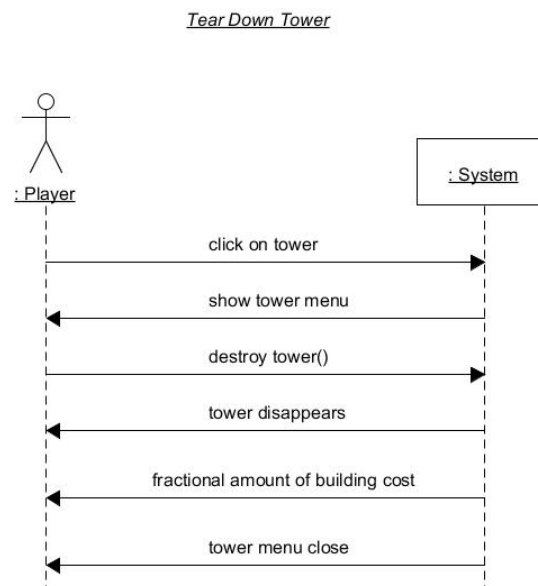 Tear Down Tower
: Player
: System
click on tower
show tower menu
destroy tower()
tower disappears
fractional amount of building cost
tower menu close